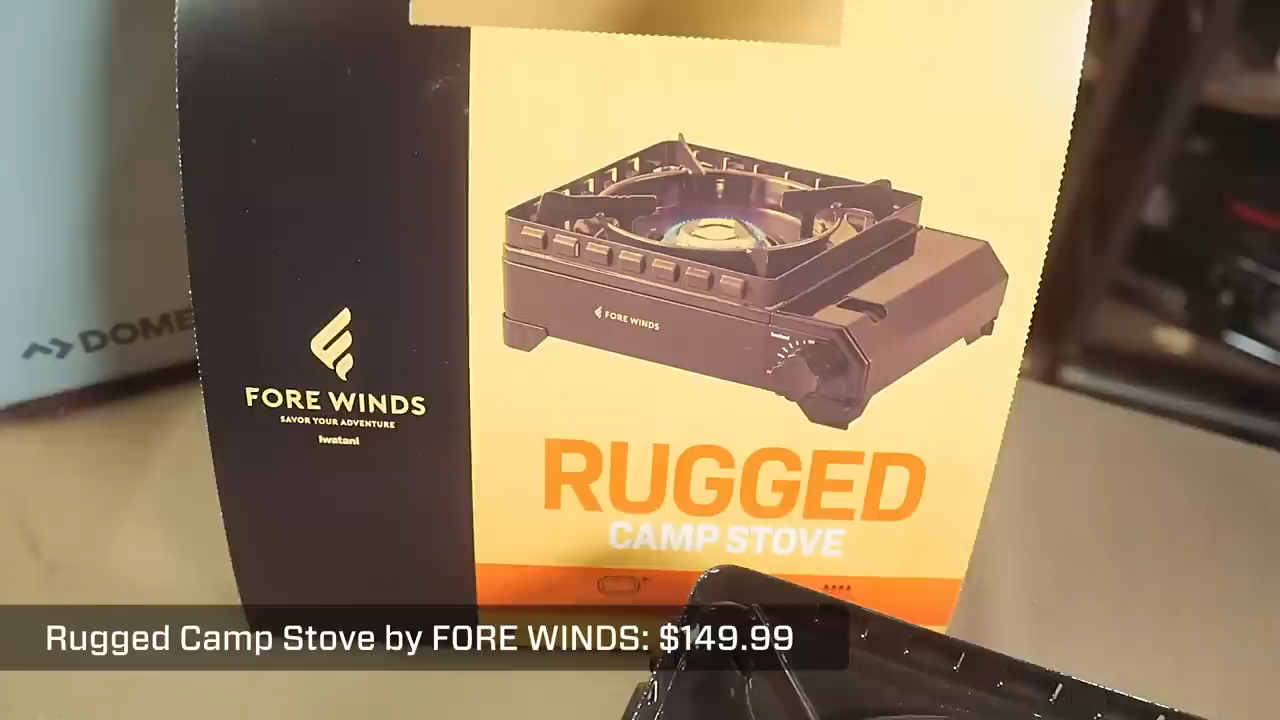 DOME
FORE WINDS
SAVOR YOUR ADVENTURE
Iwatani
FORE WINDS
RUGGED
CAMP STOVE
Rugged Camp Stove by FORE WINDS: $149.99